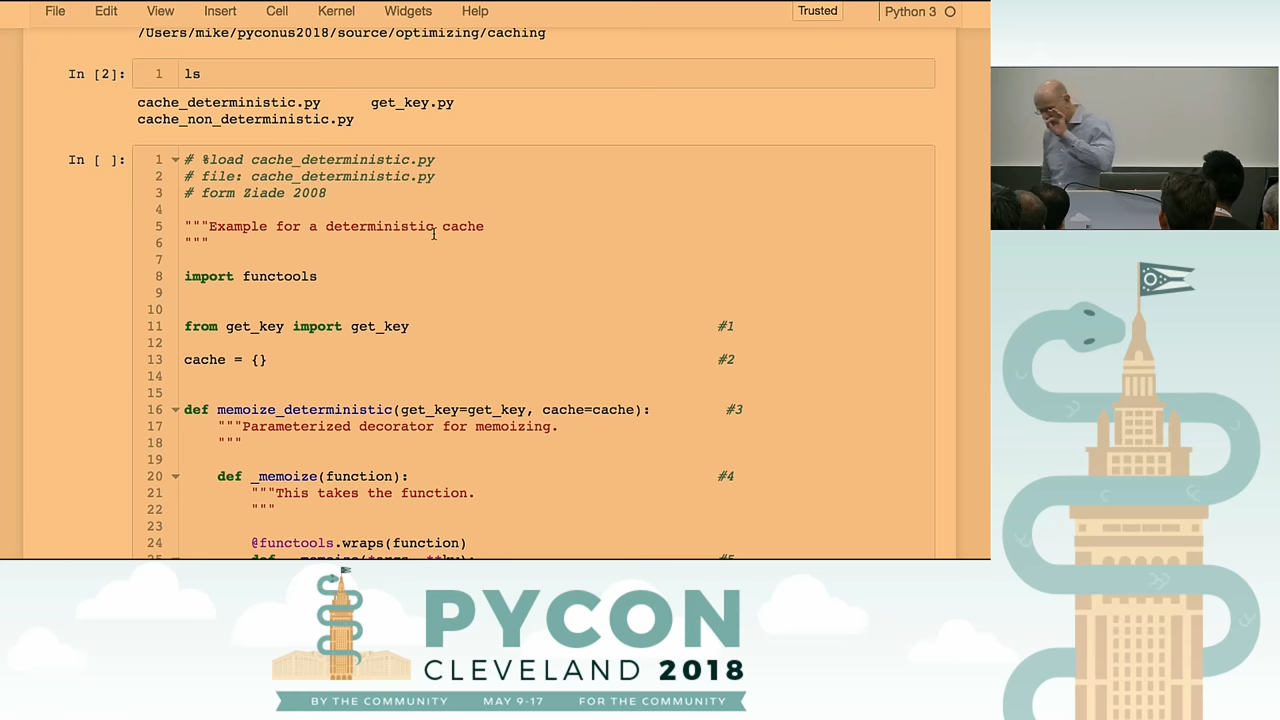 File Edit View Insert Cell Kernel Widgets Help Trusted Python 3
/Users/mike/pyconus2018/source/optimizing/caching
In [2]: 1 ls
cache_deterministic.py get_key.py
cache_non_deterministic.py
In [ ]: 1 # %load cache_deterministic.py
2 # file: cache_deterministic.py
3 # form Ziade 2008
4
5 """Example for a deterministic cache
6 """
7
8 import functools
9
10
11 from get_key import get_key #1
12
13 cache = {} #2
14
15
16 def memoize_deterministic(get_key=get_key, cache=cache): #3
17 """Parameterized decorator for memoizing.
18 """
19
20 def _memoize(function): #4
21 """This takes the function.
22 """
23
24 @functools.wraps(function)
PYCON
CLEVELAND 2018
BY THE COMMUNITY MAY 9-17 FOR THE COMMUNITY